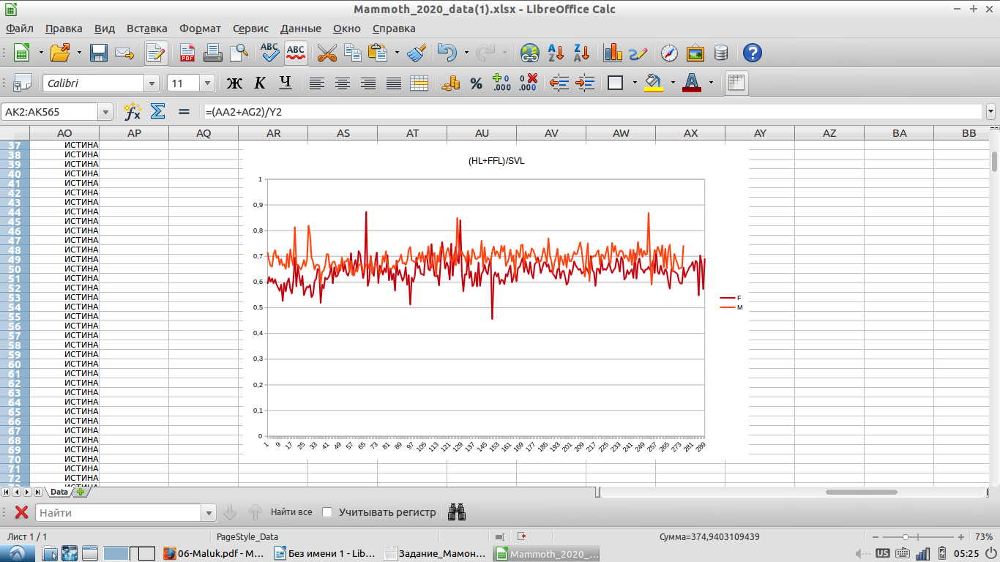 Mammoth_2020_data(1).xlsx - LibreOffice Calc
Файл Правка Вид Вставка Формат Сервис Данные Окно Справка
PDF ABC ABC A Z Z A ?
Calibri 11 Ж К Ч % 0 .000 0 .000 А
AK2:AK565 =(AA2+AG2)/Y2
AO AP AQ AR AS AT AU AV AW AX AY AZ BA BB
37 ИСТИНА
38 ИСТИНА
39 ИСТИНА
40 ИСТИНА
41 ИСТИНА
42 ИСТИНА
43 ИСТИНА
44 ИСТИНА
45 ИСТИНА
46 ИСТИНА
47 ИСТИНА
48 ИСТИНА
49 ИСТИНА
50 ИСТИНА
51 ИСТИНА
52 ИСТИНА
53 ИСТИНА
54 ИСТИНА
55 ИСТИНА
56 ИСТИНА
57 ИСТИНА
58 ИСТИНА
59 ИСТИНА
60 ИСТИНА
61 ИСТИНА
62 ИСТИНА
63 ИСТИНА
64 ИСТИНА
65 ИСТИНА
66 ИСТИНА
67 ИСТИНА
68 ИСТИНА
69 ИСТИНА
70 ИСТИНА
71 ИСТИНА
72 ИСТИНА
(HL+FFL)/SVL
1
0,9
0,8
0,7
0,6
0,5
0,4
0,3
0,2
0,1
0
1 9 17 25 33 41 49 57 65 73 81 89 97 105 113 121 129 137 145 153 161 169 177 185 193 201 209 217 225 233 241 249 257 265 273 281 289
F
M
Data
Найти Найти все Учитывать регистр
Лист 1 / 1 PageStyle_Data Сумма=374,9403109439 73%
06-Maluk.pdf - M... Без имени 1 - Lib... Задание_Мамон... Mammoth_2020_... US 05:25